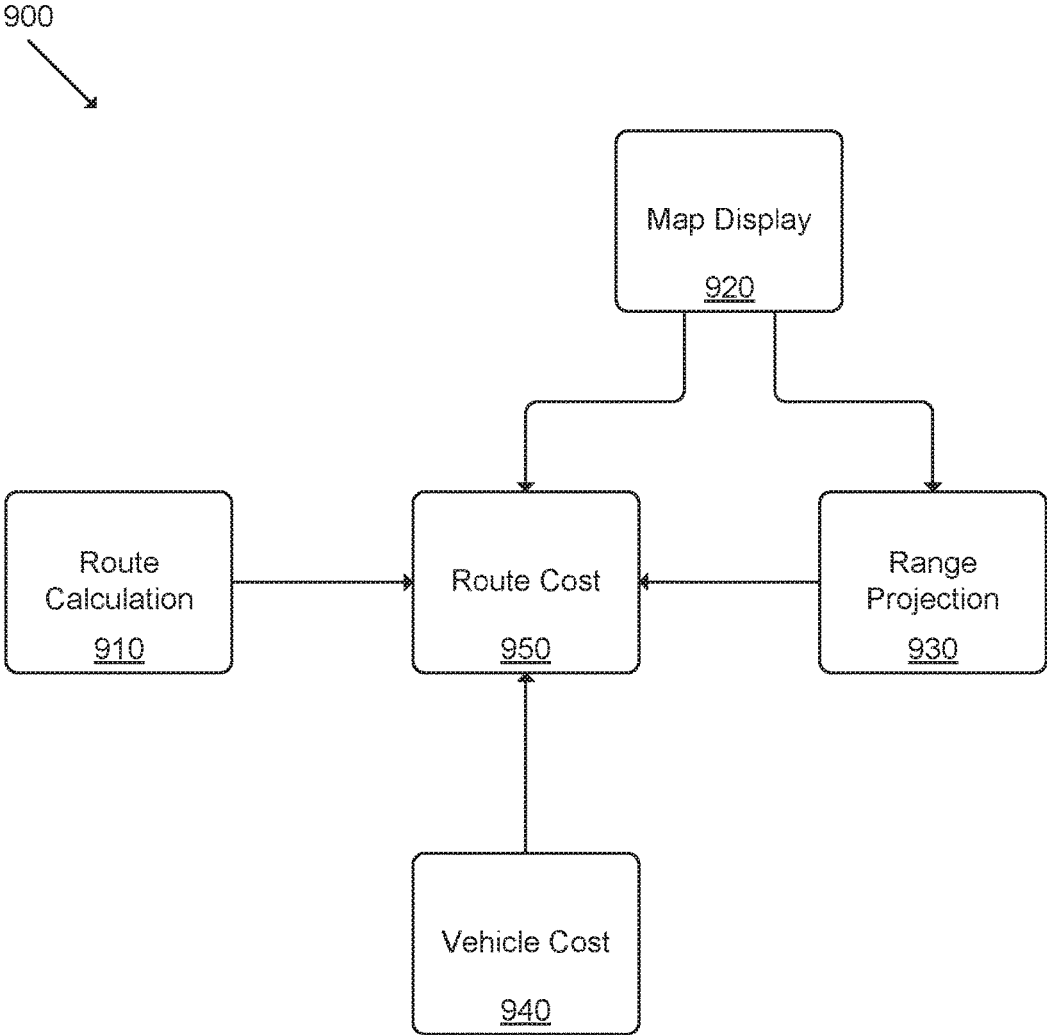 900
Map Display
920
Route
Calculation
910
Route Cost
950
Range
Projection
930
Vehicle Cost
940